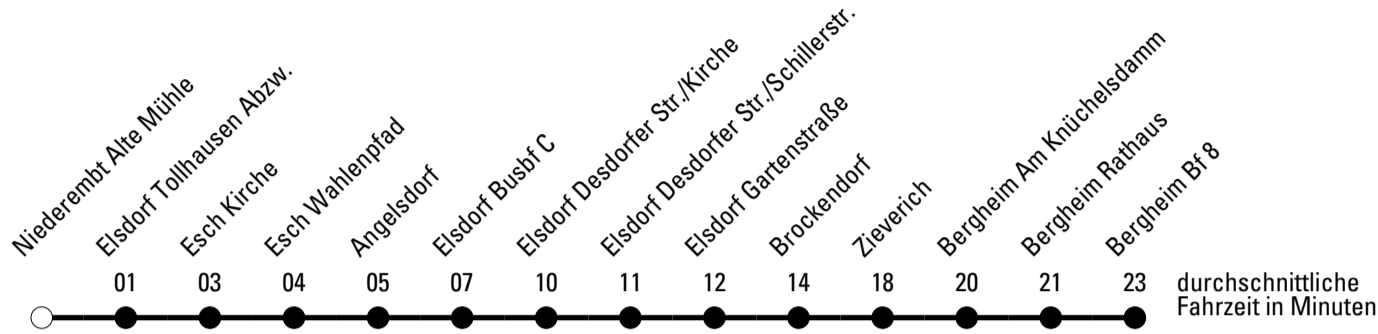 Niederembt Alte Mühle
Elsdorf Tollhausen Abzw.
Esch Kirche
Esch Wahlenpfad
Angelsdorf
Elsdorf Busbf C
Elsdorf Desdorfer Str./Kirche
Elsdorf Desdorfer Str./Schillerstr.
Elsdorf Gartenstraße
Brockendorf
Zieverich
Bergheim Am Knüchelsdamm
Bergheim Rathaus
Bergheim Bf 8
01 03 04 05 07 10 11 12 14 18 20 21 23
durchschnittliche
Fahrzeit in Minuten